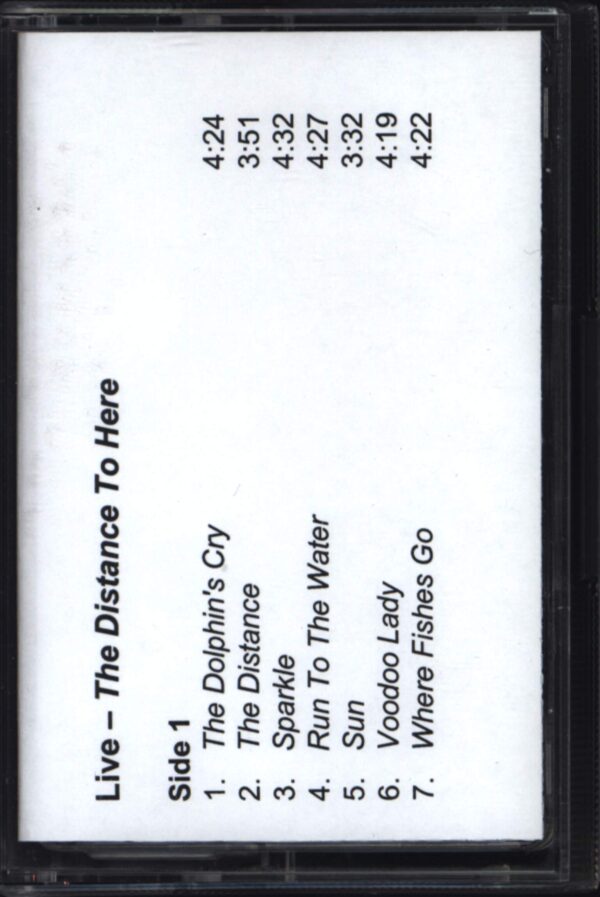 Live – The Distance To Here
Side 1
1. The Dolphin's Cry 4:24
2. The Distance 3:51
3. Sparkle 4:32
4. Run To The Water 4:27
5. Sun 3:32
6. Voodoo Lady 4:19
7. Where Fishes Go 4:22